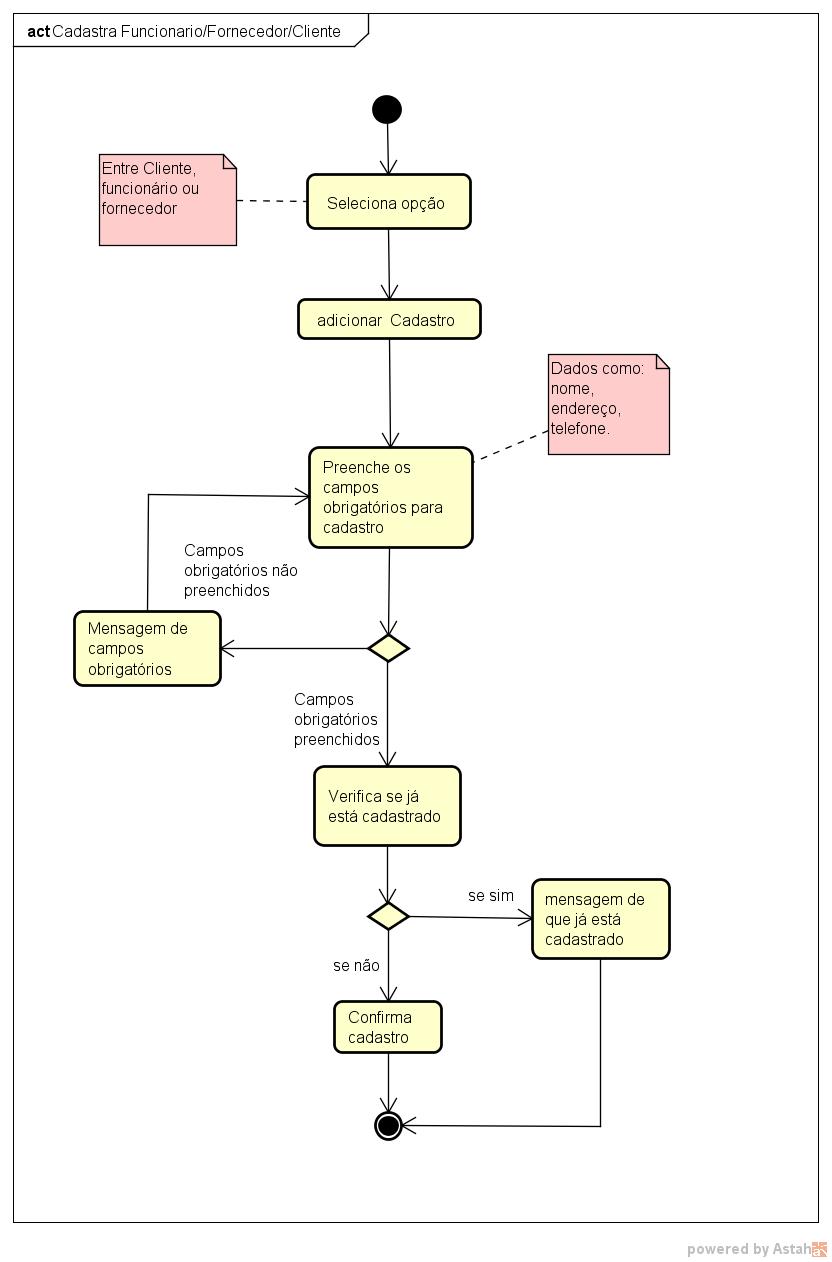 act Cadastra Funcionario/Fornecedor/Cliente
Entre Cliente,
funcionário ou
fornecedor
Seleciona opção
adicionar  Cadastro
Dados como:
nome,
endereço,
telefone.
Preenche os
campos
obrigatórios para
cadastro
Campos
obrigatórios não
preenchidos
Mensagem de
campos
obrigatórios
Campos
obrigatórios
preenchidos
Verifica se já
está cadastrado
se sim
mensagem de
que já está
cadastrado
se não
Confirma
cadastro
powered by Astah